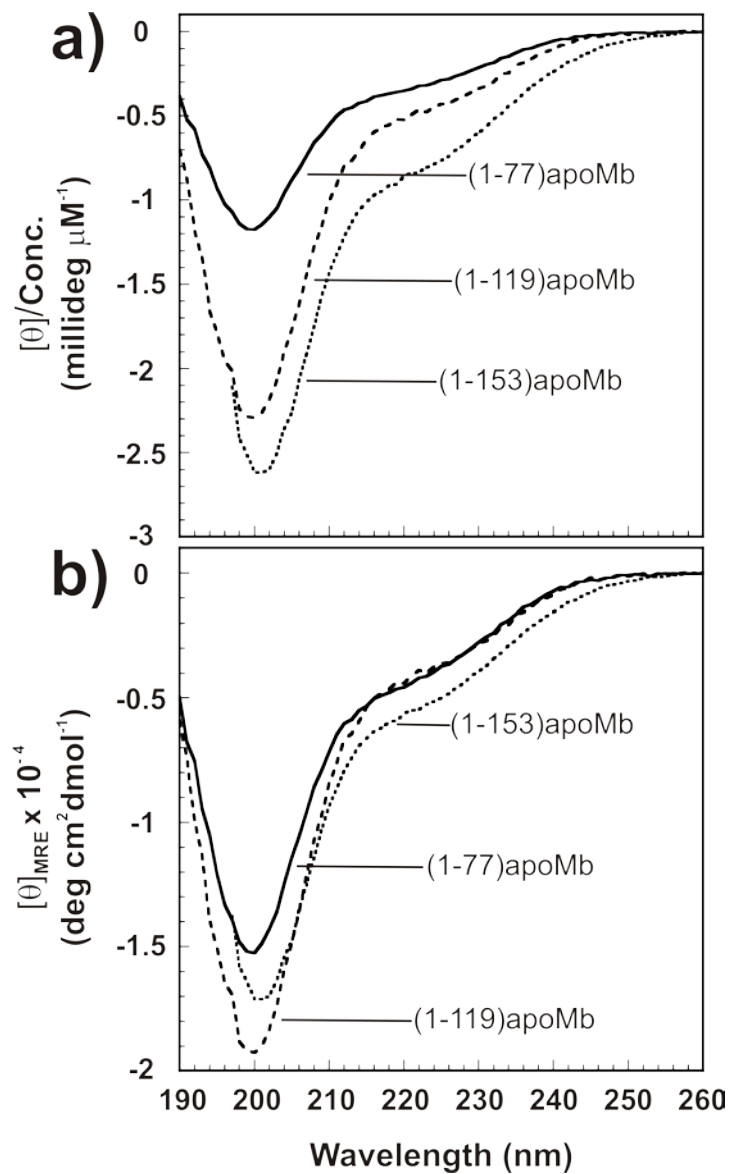 a)
0
-0.5
-1
-1.5
-2
-2.5
-3
[θ]/Conc.
(millideg μM⁻¹)
(1-77)apoMb
(1-119)apoMb
(1-153)apoMb
b)
0
-0.5
-1
-1.5
-2
[θ]MRE x 10⁻⁴
(deg cm²dmol⁻¹)
(1-153)apoMb
(1-77)apoMb
(1-119)apoMb
190 200 210 220 230 240 250 260
Wavelength (nm)